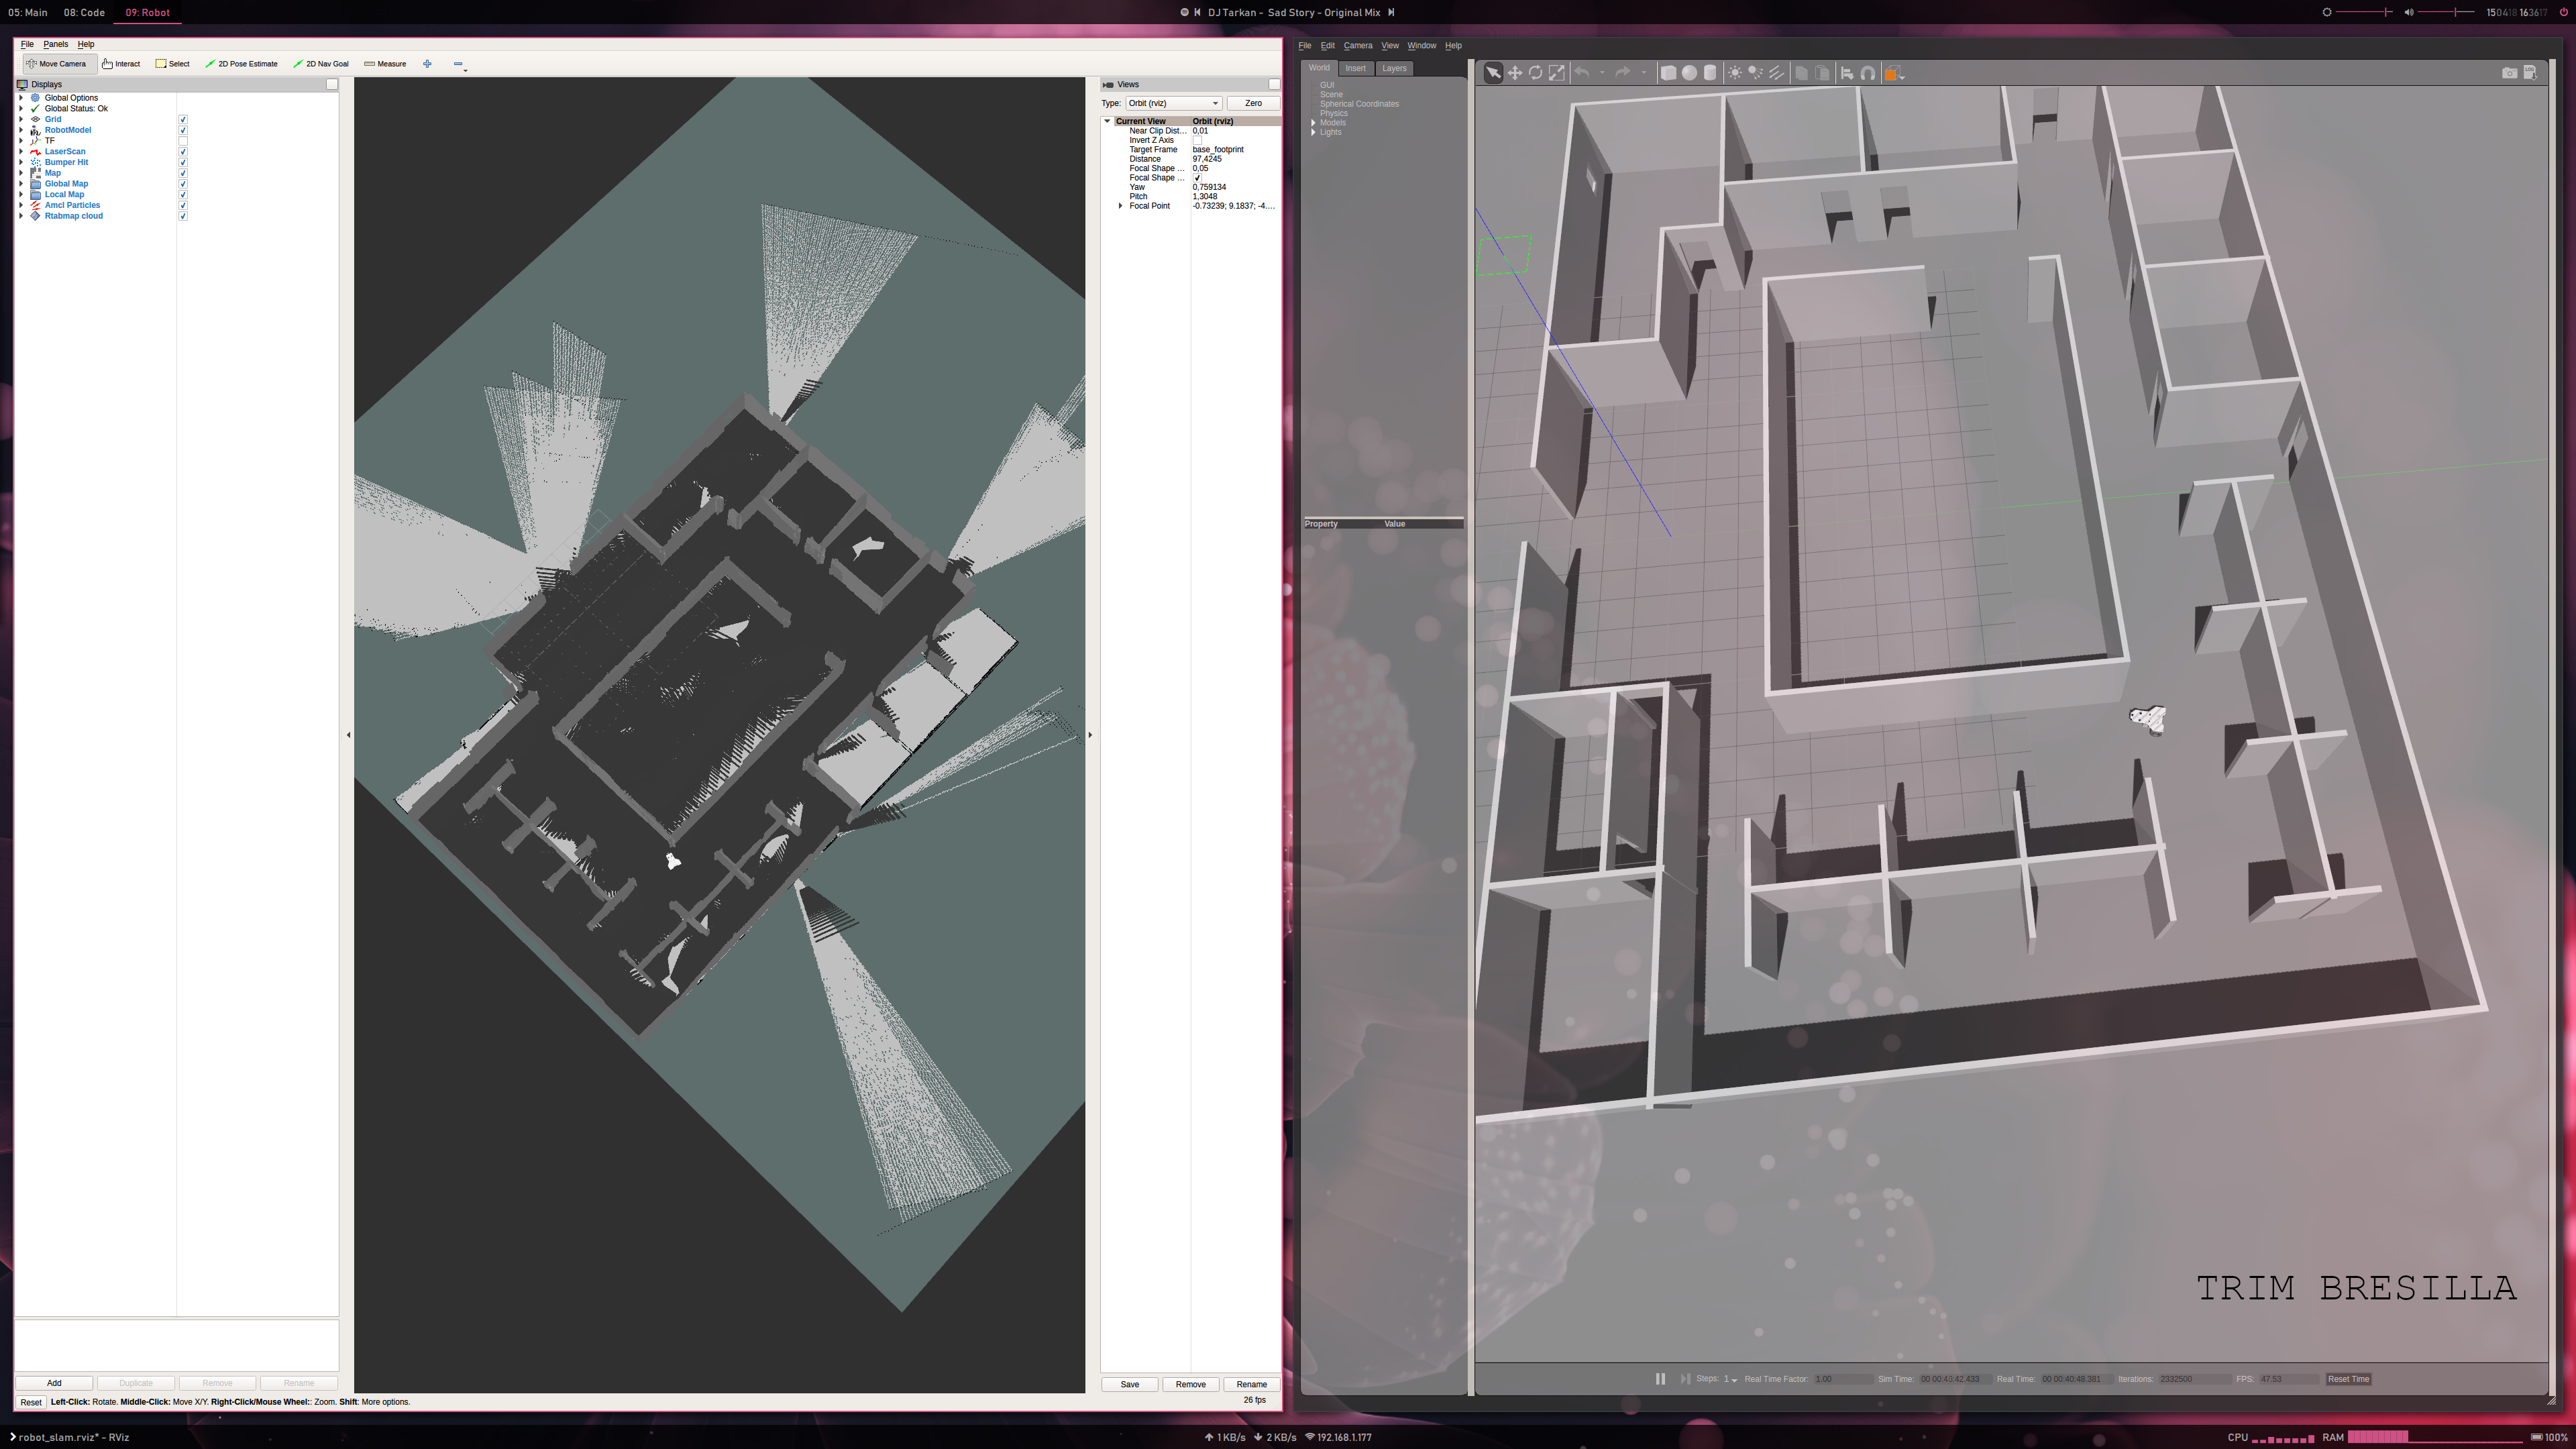 05: Main 08: Code 09: Robot
DJ Tarkan - Sad Story - Original Mix
150418 163617
File Panels Help
Move Camera Interact Select 2D Pose Estimate 2D Nav Goal Measure
Displays
Global Options
Global Status: Ok
Grid
RobotModel
TF
LaserScan
Bumper Hit
Map
Global Map
Local Map
Amcl Particles
Rtabmap cloud
Add Duplicate Remove Rename
Reset Left-Click: Rotate. Middle-Click: Move X/Y. Right-Click/Mouse Wheel:: Zoom. Shift: More options.
Views
Type: Orbit (rviz) Zero
Current View Orbit (rviz)
Near Clip Dist... 0,01
Invert Z Axis
Target Frame base_footprint
Distance 97,4245
Focal Shape ... 0,05
Focal Shape ...
Yaw 0,759134
Pitch 1,3048
Focal Point -0.73239; 9.1837; -4....
Save Remove Rename
26 fps
File Edit Camera View Window Help
World Insert Layers
GUI
Scene
Spherical Coordinates
Physics
Models
Lights
Property Value
TRIM BRESILLA
Steps: 1 Real Time Factor: 1.00 Sim Time: 00 00:43:42.433 Real Time: 00 00:40:48.381 Iterations: 2332500 FPS: 47.53 Reset Time
robot_slam.rviz* - RViz
1 KB/s 2 KB/s 192.168.1.177
CPU RAM 100%